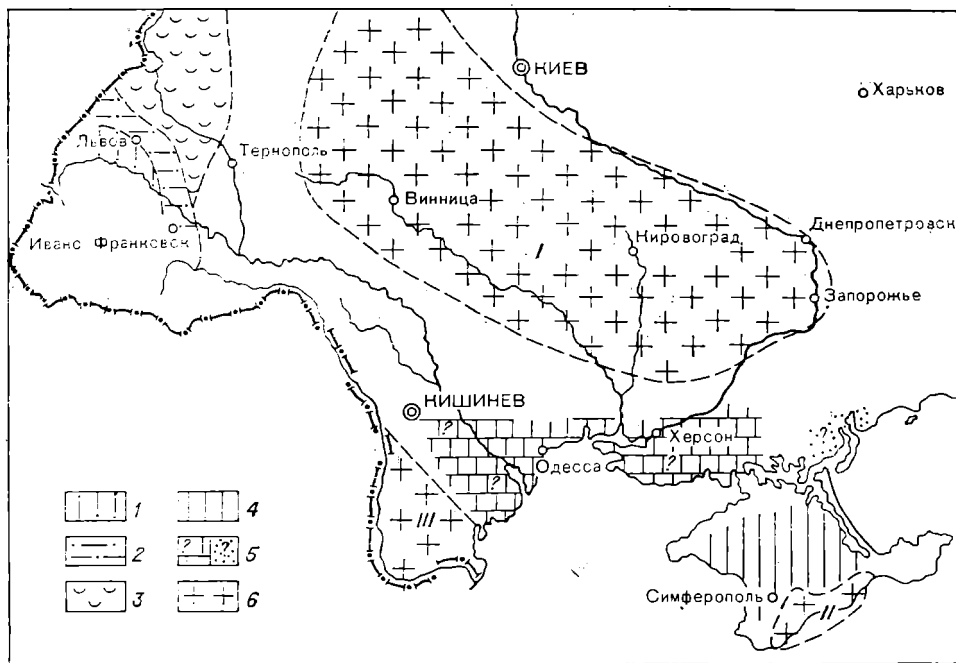 КИЕВ
Харьков
Львов
Тернополь
Винница
Ивано Франковск
Кировоград
Днепропетровск
I
Запорожье
КИШИНЕВ
?
Херсон
?
Одесса
?
?
III
1
4
2
? ?
5
3
6
Симферополь
II